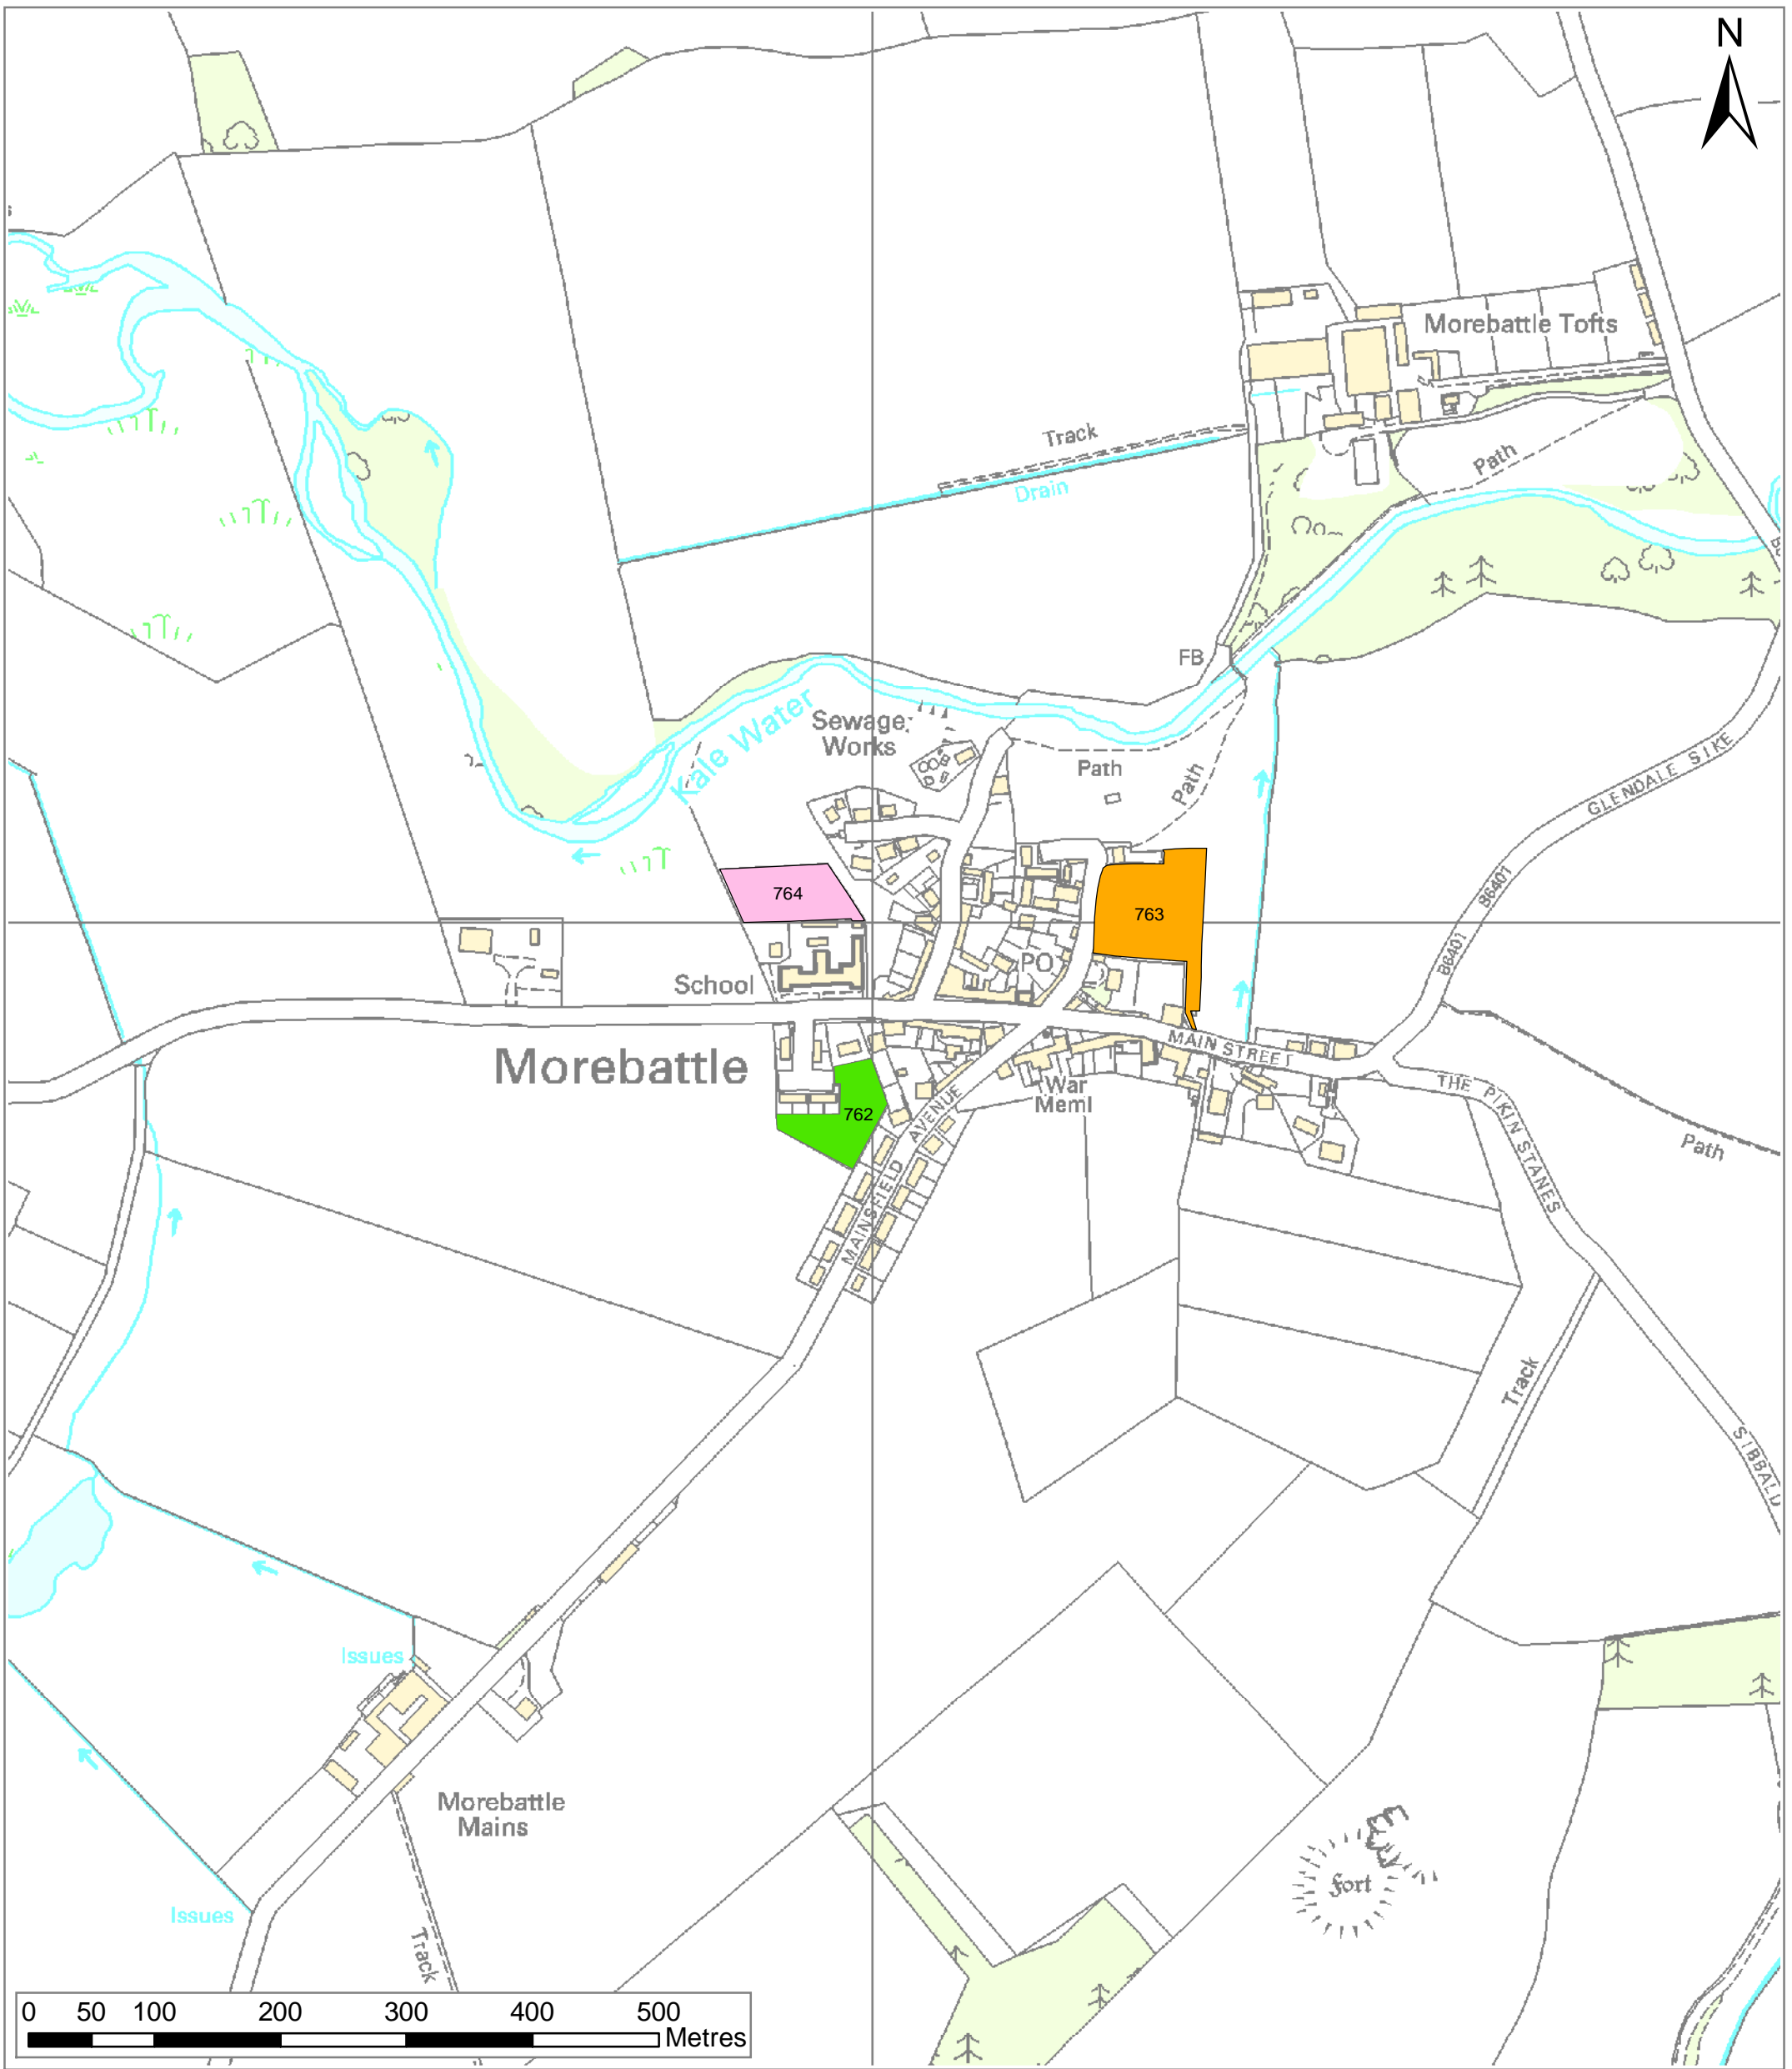 N
Morebattle Tofts
Track
Path
Drain
FB
Kale Water
Sewage
Works
Path
Path
GLENDALE SIKE
764
763
B6401
B6401
PO
School
Morebattle
MAIN STREET
War
Meml
THE PIKIN STANES
762
MAINSFIELD AVENUE
Path
Track
SIBBALD
Issues
Morebattle
Mains
Fort
Issues
Track
0 50 100 200 300 400 500
Metres